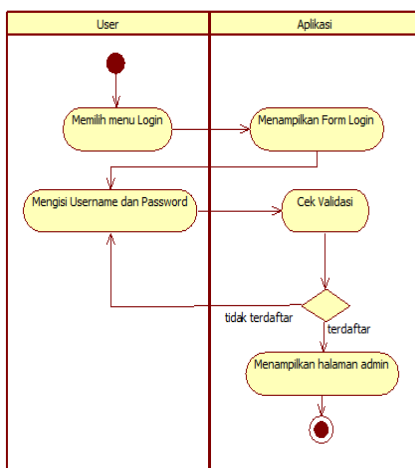 User
Aplikasi
Memilih menu Login
Menampilkan Form Login
Mengisi Username dan Password
Cek Validasi
tidak terdaftar
terdaftar
Menampilkan halaman admin